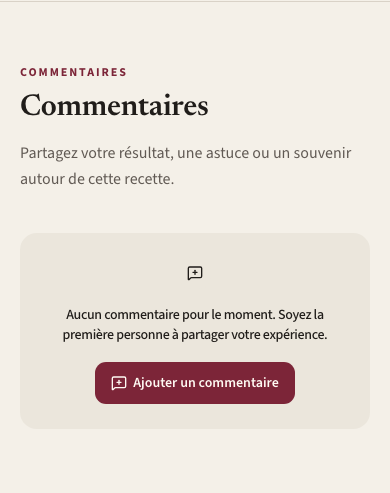 COMMENTAIRES
Commentaires
Partagez votre résultat, une astuce ou un souvenir
autour de cette recette.
Aucun commentaire pour le moment. Soyez la
première personne à partager votre expérience.
Ajouter un commentaire